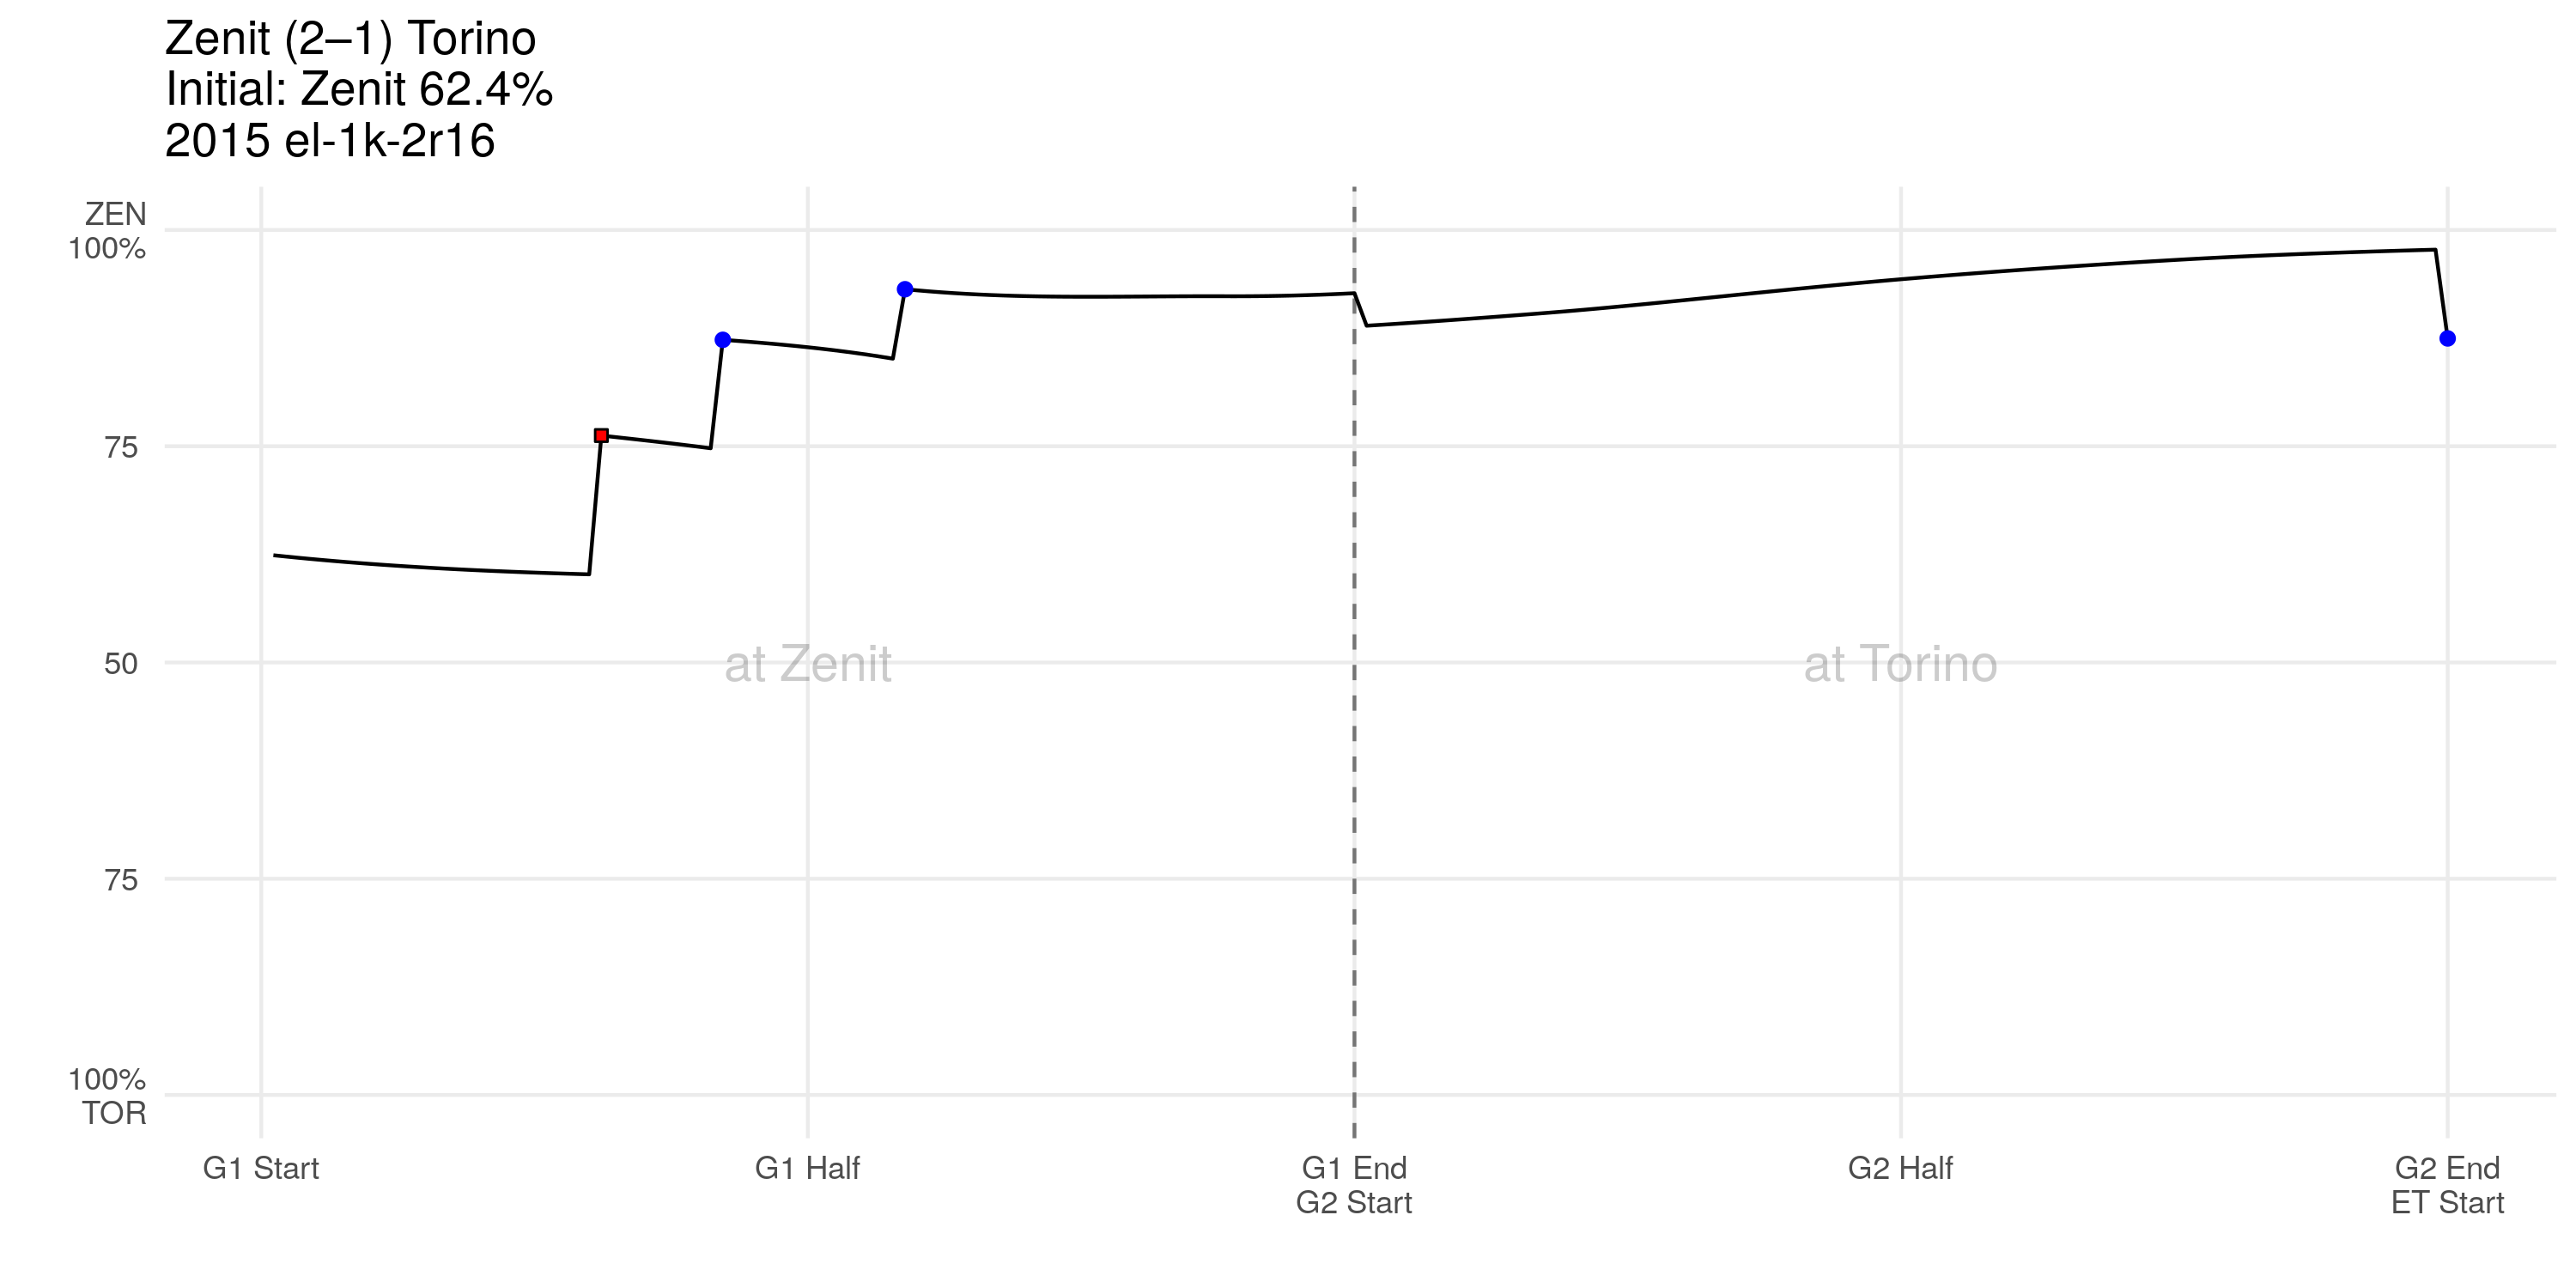 Zenit (2–1) Torino
Initial: Zenit 62.4%
2015 el-1k-2r16
ZEN
100%
75
50
75
100%
TOR
at Zenit
at Torino
G1 Start
G1 Half
G1 End
G2 Start
G2 Half
G2 End
ET Start